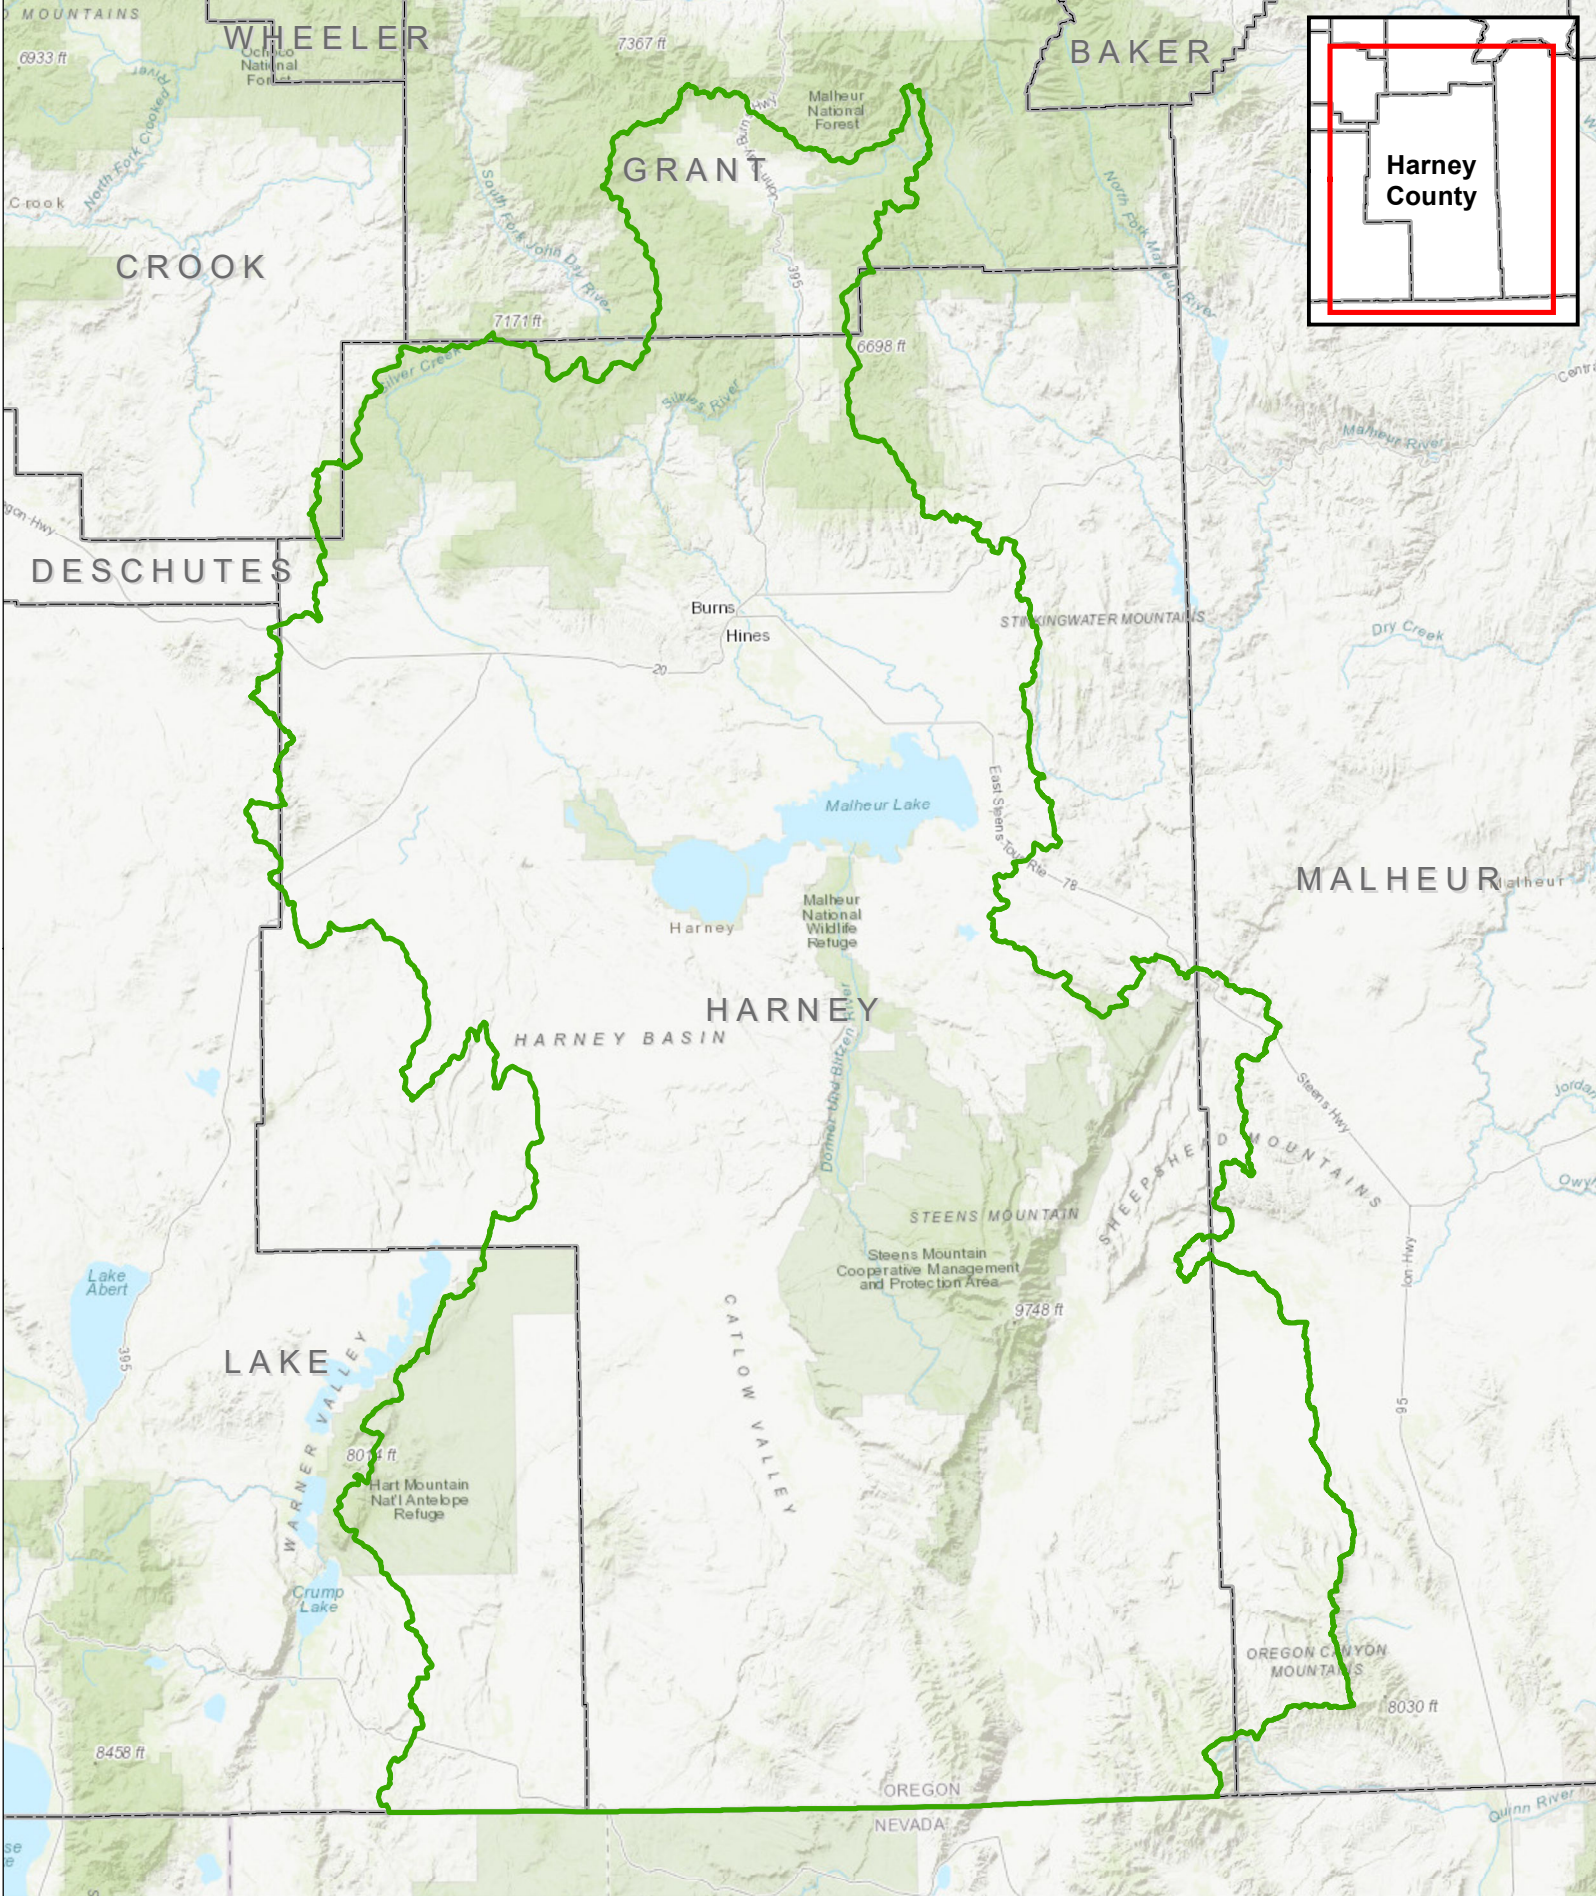 MOUNTAINS
WHEELER
6933 ft
Ochoco
National
Forest
7367 ft
BAKER
Malheur
National
Forest
Harney
County
North Fork Crooked River
Crook
GRANT
South Fork John Day River
North Fork Malheur River
CROOK
395
7171 ft
6698 ft
Silver Creek
Silvies River
Malheur River
DESCHUTES
Burns
Hines
STINKINGWATER MOUNTAINS
Dry Creek
20
Malheur Lake
East Steens Tour Rte
78
MALHEUR
Malheur
Malheur
National
Wildlife
Refuge
Harney
HARNEY
HARNEY BASIN
Donner Und Blitzen River
Steens Hwy
SHEEPSHEAD MOUNTAINS
STEENS MOUNTAIN
Steens Mountain
Cooperative Management
and Protection Area
9748 ft
Ion Hwy
Lake
Abert
395
LAKE
CATLOW VALLEY
WARNER VALLEY
95
8014 ft
Hart Mountain
Nat'l Antelope
Refuge
Crump
Lake
OREGON CANYON
MOUNTAINS
8030 ft
8458 ft
OREGON
NEVADA
Quinn River